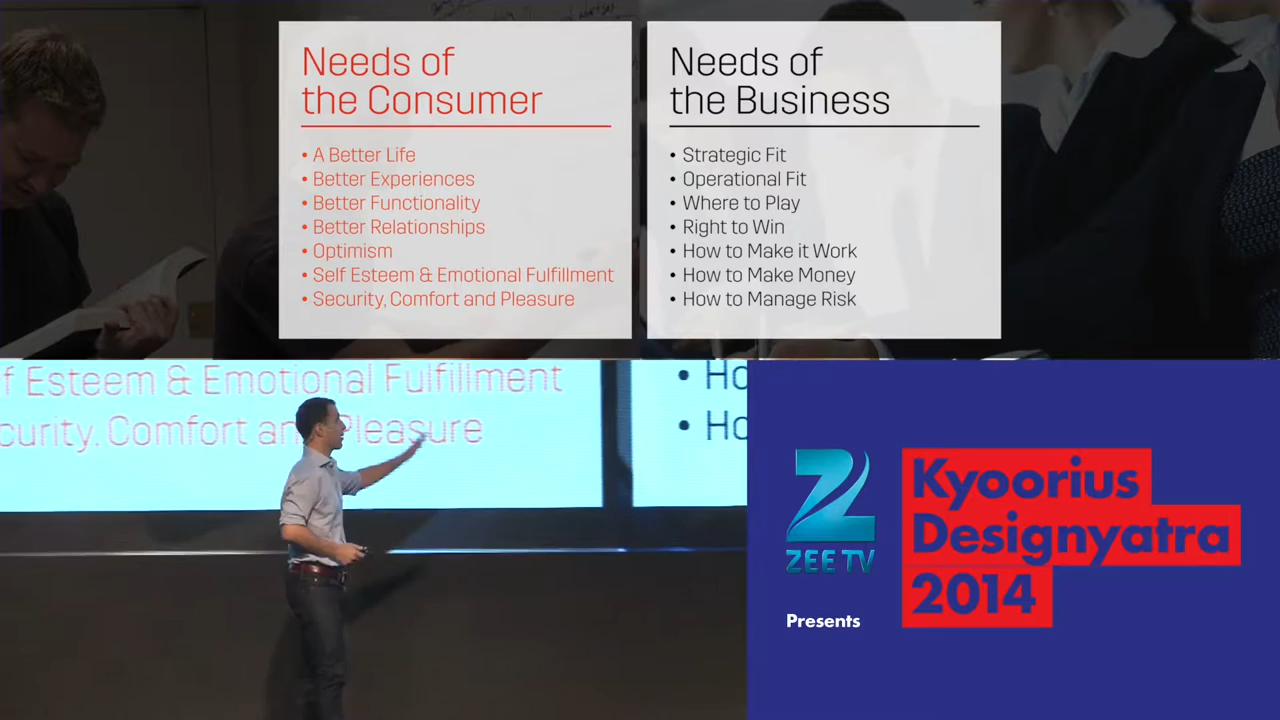 Needs of
the Consumer
• A Better Life
• Better Experiences
• Better Functionality
• Better Relationships
• Optimism
• Self Esteem & Emotional Fulfillment
• Security, Comfort and Pleasure
Needs of
the Business
• Strategic Fit
• Operational Fit
• Where to Play
• Right to Win
• How to Make it Work
• How to Make Money
• How to Manage Risk
f Esteem & Emotional Fulfillment
curity, Comfort an Pleasure
• Ho
• Ho
ZEE TV
Presents
Kyoorius
Designyatra
2014